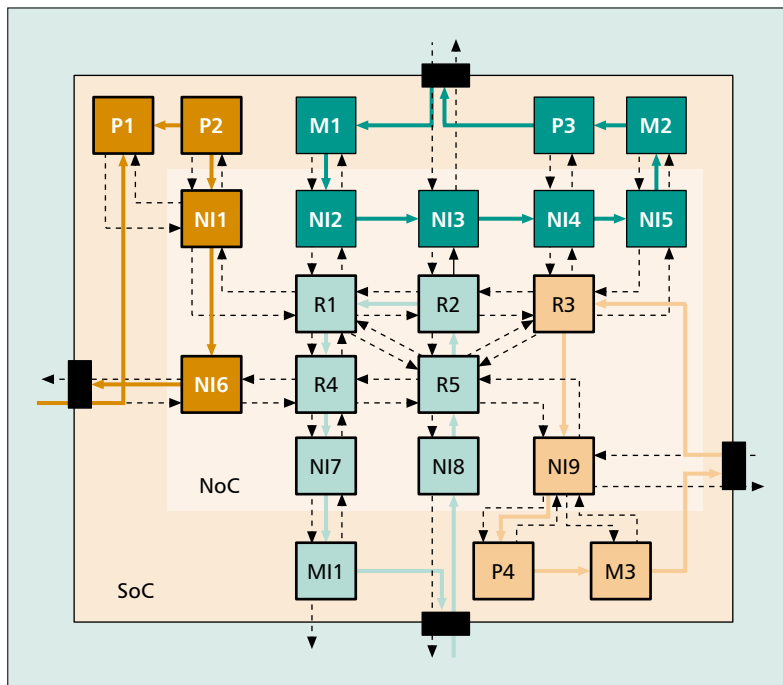 P1 P2 M1 P3 M2
NI1 NI2 NI3 NI4 NI5
R1 R2 R3
NI6 R4 R5
NI7 NI8 NI9
NoC
MI1 P4 M3
SoC